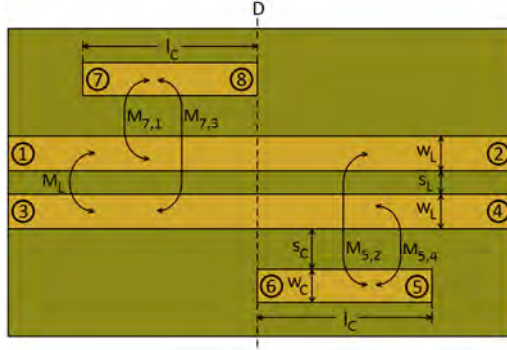 D
l_C
⑦ ⑧
M_{7,1} M_{7,3}
① ② w_L
M_L s_L
③ ④ w_L
s_C M_{5,2} M_{5,4}
⑥ w_C ⑤
l_C